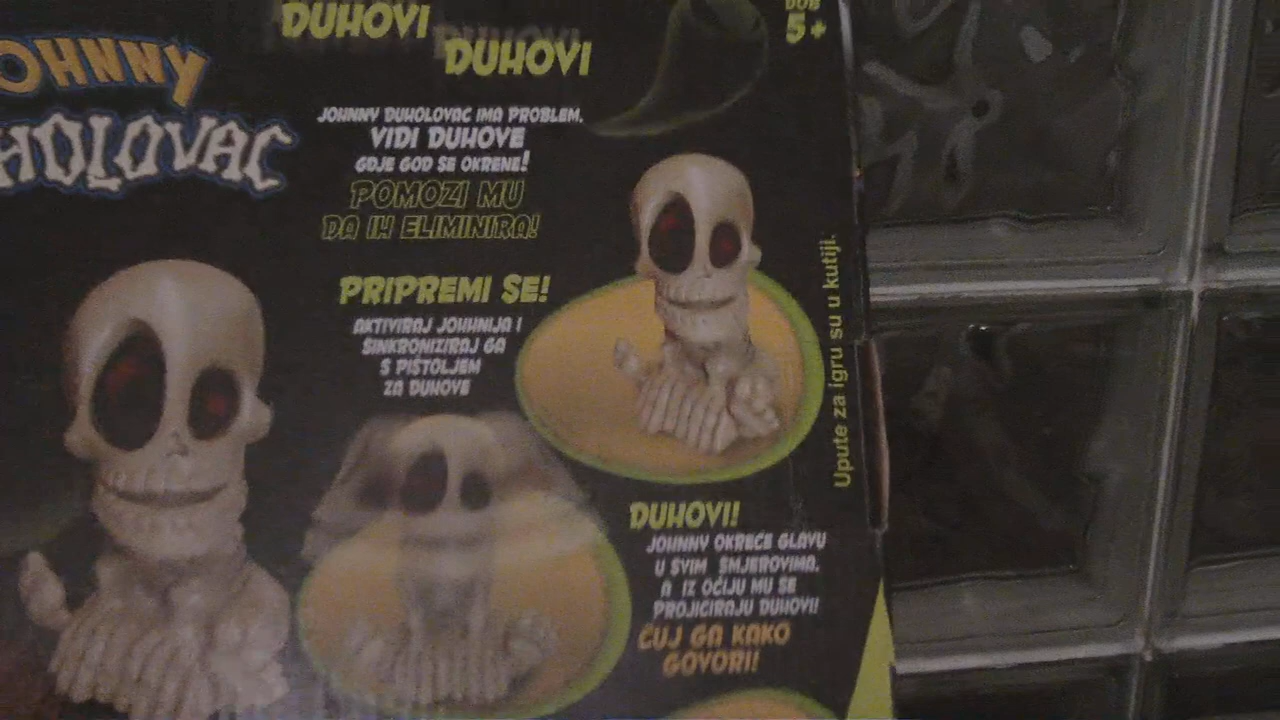 DUHOVI
DUHOVI
DOB
5+
OHNNY
HOLOVAC
JOHNNY DUHOLOVAC IMA PROBLEM,
VIDI DUHOVE
GDJE GOD SE OKRENE!
POMOZI MU
DA IH ELIMINIRA!
PRIPREMI SE!
AKTIVIRAJ JOHNNIJA I
SINKRONIZIRAJ GA
S PIŠTOLJEM
ZA DUHOVE
Upute za igru su u kutiji.
DUHOVI!
JOHNNY OKREĆE GLAVU
U SVIM SMJEROVIMA,
A IZ OČIJU MU SE
PROJICIRAJU DUHOVI!
ČUJ GA KAKO
GOVORI!